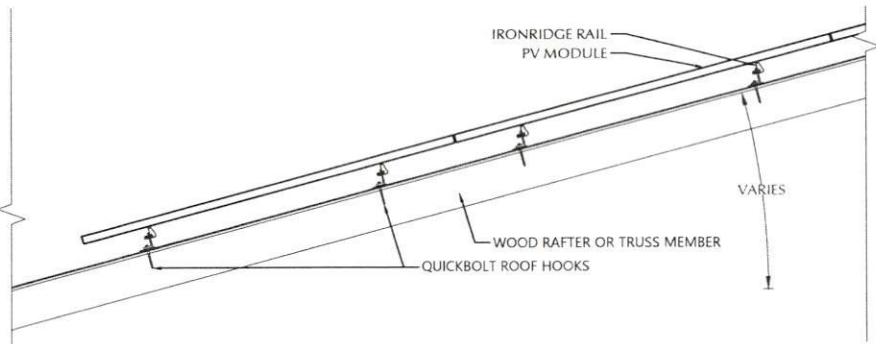 IRONRIDGE RAIL
PV MODULE
VARIES
WOOD RAFTER OR TRUSS MEMBER
QUICKBOLT ROOF HOOKS